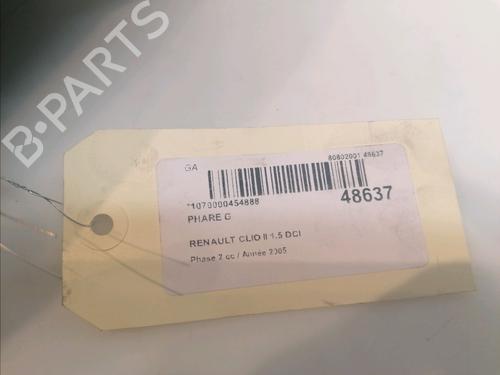 B-PARTS
GA
80802001 48637
*1070000454888
48637
PHARE G
RENAULT CLIO II 1.5 DCI
Phase 2 cc / Année 2005